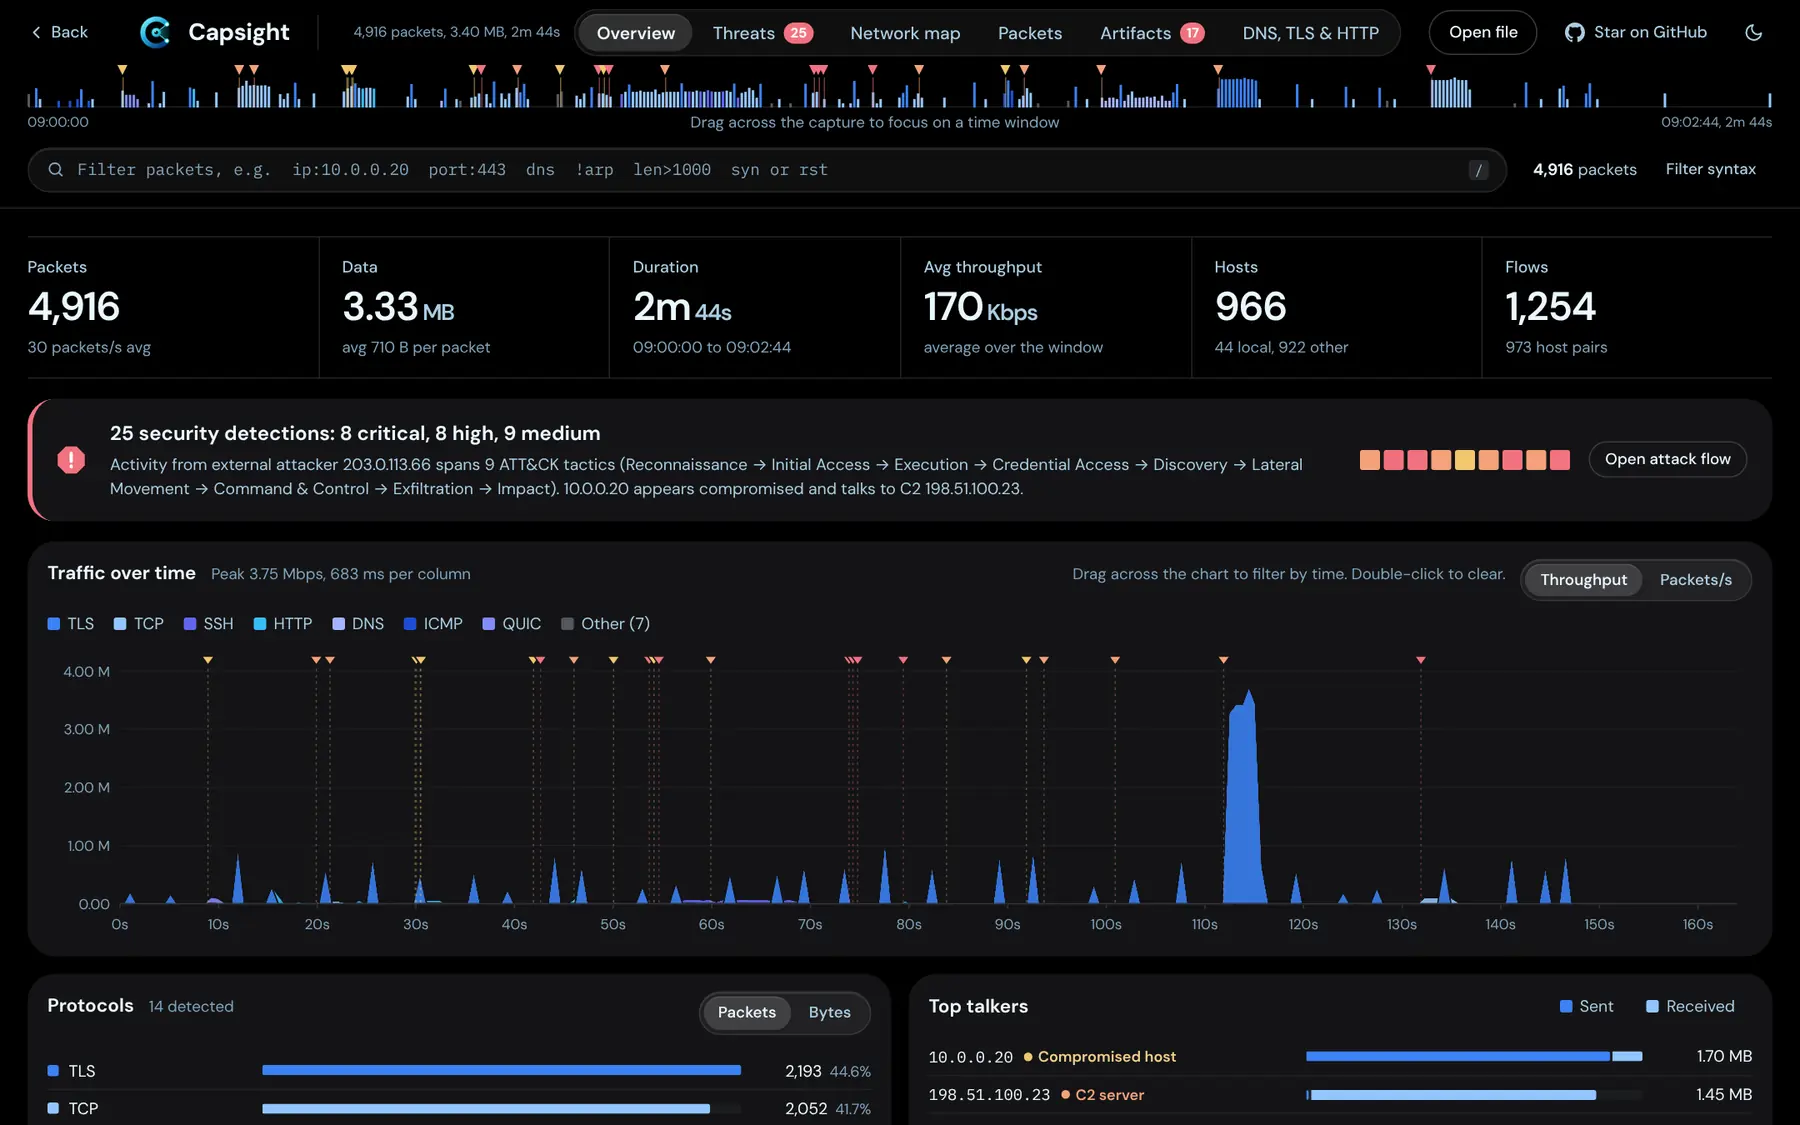 Back
Capsight
4,916 packets, 3.40 MB, 2m 44s
Overview
Threats 25
Network map
Packets
Artifacts 17
DNS, TLS & HTTP
Open file
Star on GitHub
09:00:00
Drag across the capture to focus on a time window
09:02:44, 2m 44s
Filter packets, e.g. ip:10.0.0.20 port:443 dns !arp len>1000 syn or rst
/
4,916 packets
Filter syntax
Packets
4,916
30 packets/s avg
Data
3.33 MB
avg 710 B per packet
Duration
2m 44s
09:00:00 to 09:02:44
Avg throughput
170 Kbps
average over the window
Hosts
966
44 local, 922 other
Flows
1,254
973 host pairs
25 security detections: 8 critical, 8 high, 9 medium
Activity from external attacker 203.0.113.66 spans 9 ATT&CK tactics (Reconnaissance → Initial Access → Execution → Credential Access → Discovery → Lateral
Movement → Command & Control → Exfiltration → Impact). 10.0.0.20 appears compromised and talks to C2 198.51.100.23.
Open attack flow
Traffic over time
Peak 3.75 Mbps, 683 ms per column
Drag across the chart to filter by time. Double-click to clear.
Throughput
Packets/s
TLS
TCP
SSH
HTTP
DNS
ICMP
QUIC
Other (7)
4.00 M
3.00 M
2.00 M
1.00 M
0.00
0s 10s 20s 30s 40s 50s 60s 70s 80s 90s 100s 110s 120s 130s 140s 150s 160s
Protocols
14 detected
Packets
Bytes
TLS 2,193 44.6%
TCP 2,052 41.7%
Top talkers
Sent
Received
10.0.0.20 Compromised host 1.70 MB
198.51.100.23 C2 server 1.45 MB